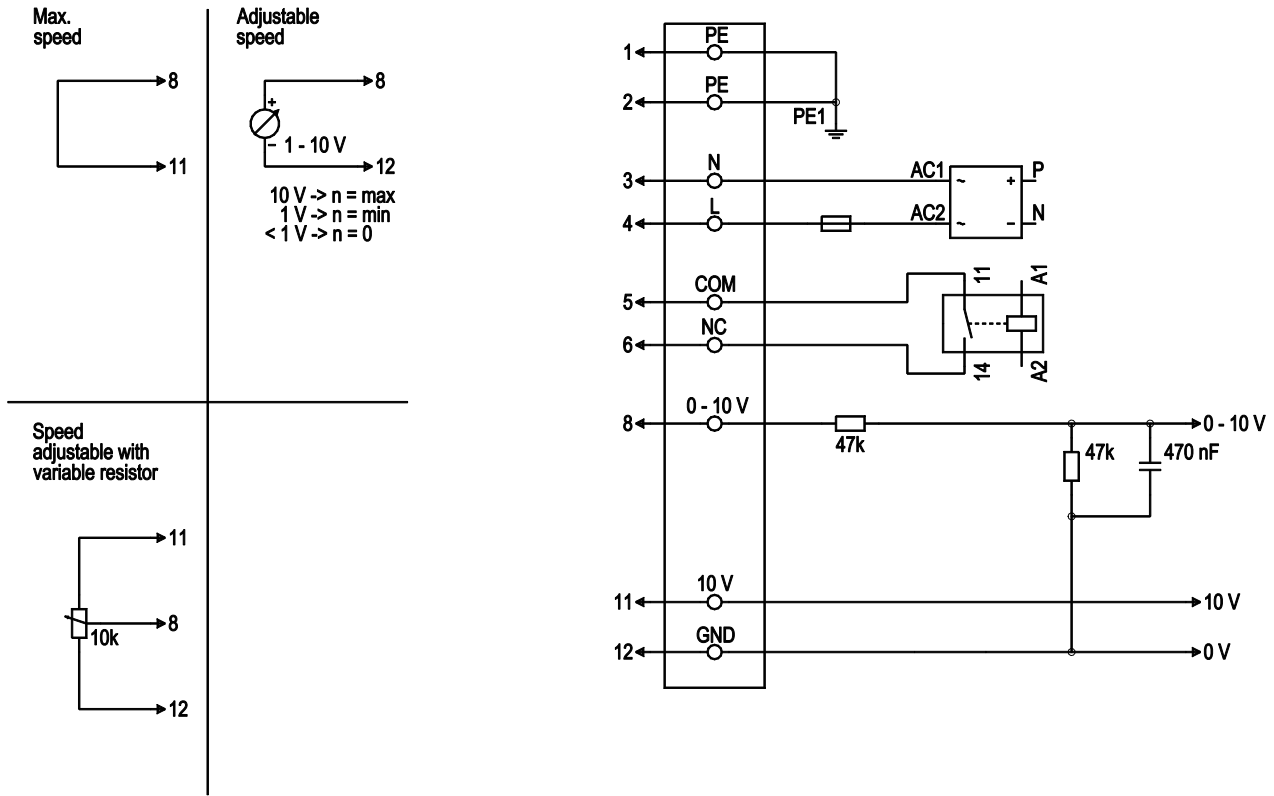 Max.
speed
8
11
Adjustable
speed
8
+
–
1 - 10 V
12
10 V -> n = max
1 V -> n = min
< 1 V -> n = 0
Speed
adjustable with
variable resistor
11
8
10k
12
1
PE
2
PE
PE1
3
N
AC1
~
+
P
4
L
AC2
~
–
N
5
COM
11
A1
6
NC
14
A2
8
0 - 10 V
47k
0 - 10 V
47k
470 nF
11
10 V
10 V
12
GND
0 V